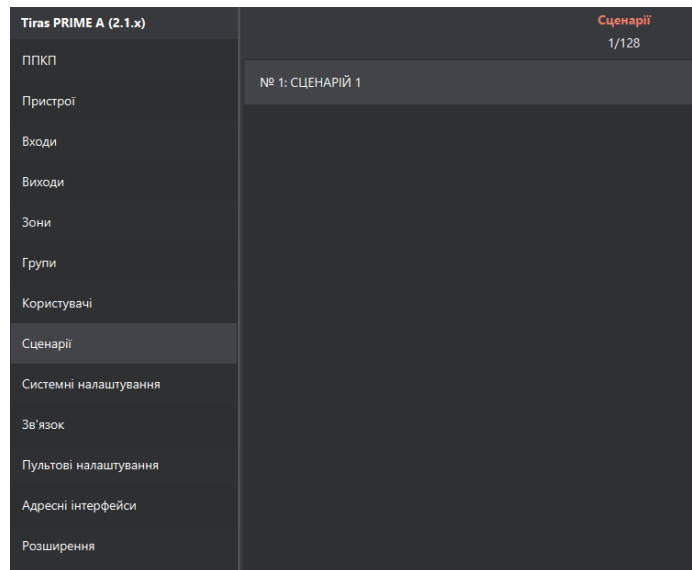 Tiras PRIME A (2.1.x)
ППКП
Пристрої
Входи
Виходи
Зони
Групи
Користувачі
Сценарії
Системні налаштування
Зв'язок
Пультові налаштування
Адресні інтерфейси
Розширення
Сценарії
1/128
№ 1: СЦЕНАРІЙ 1